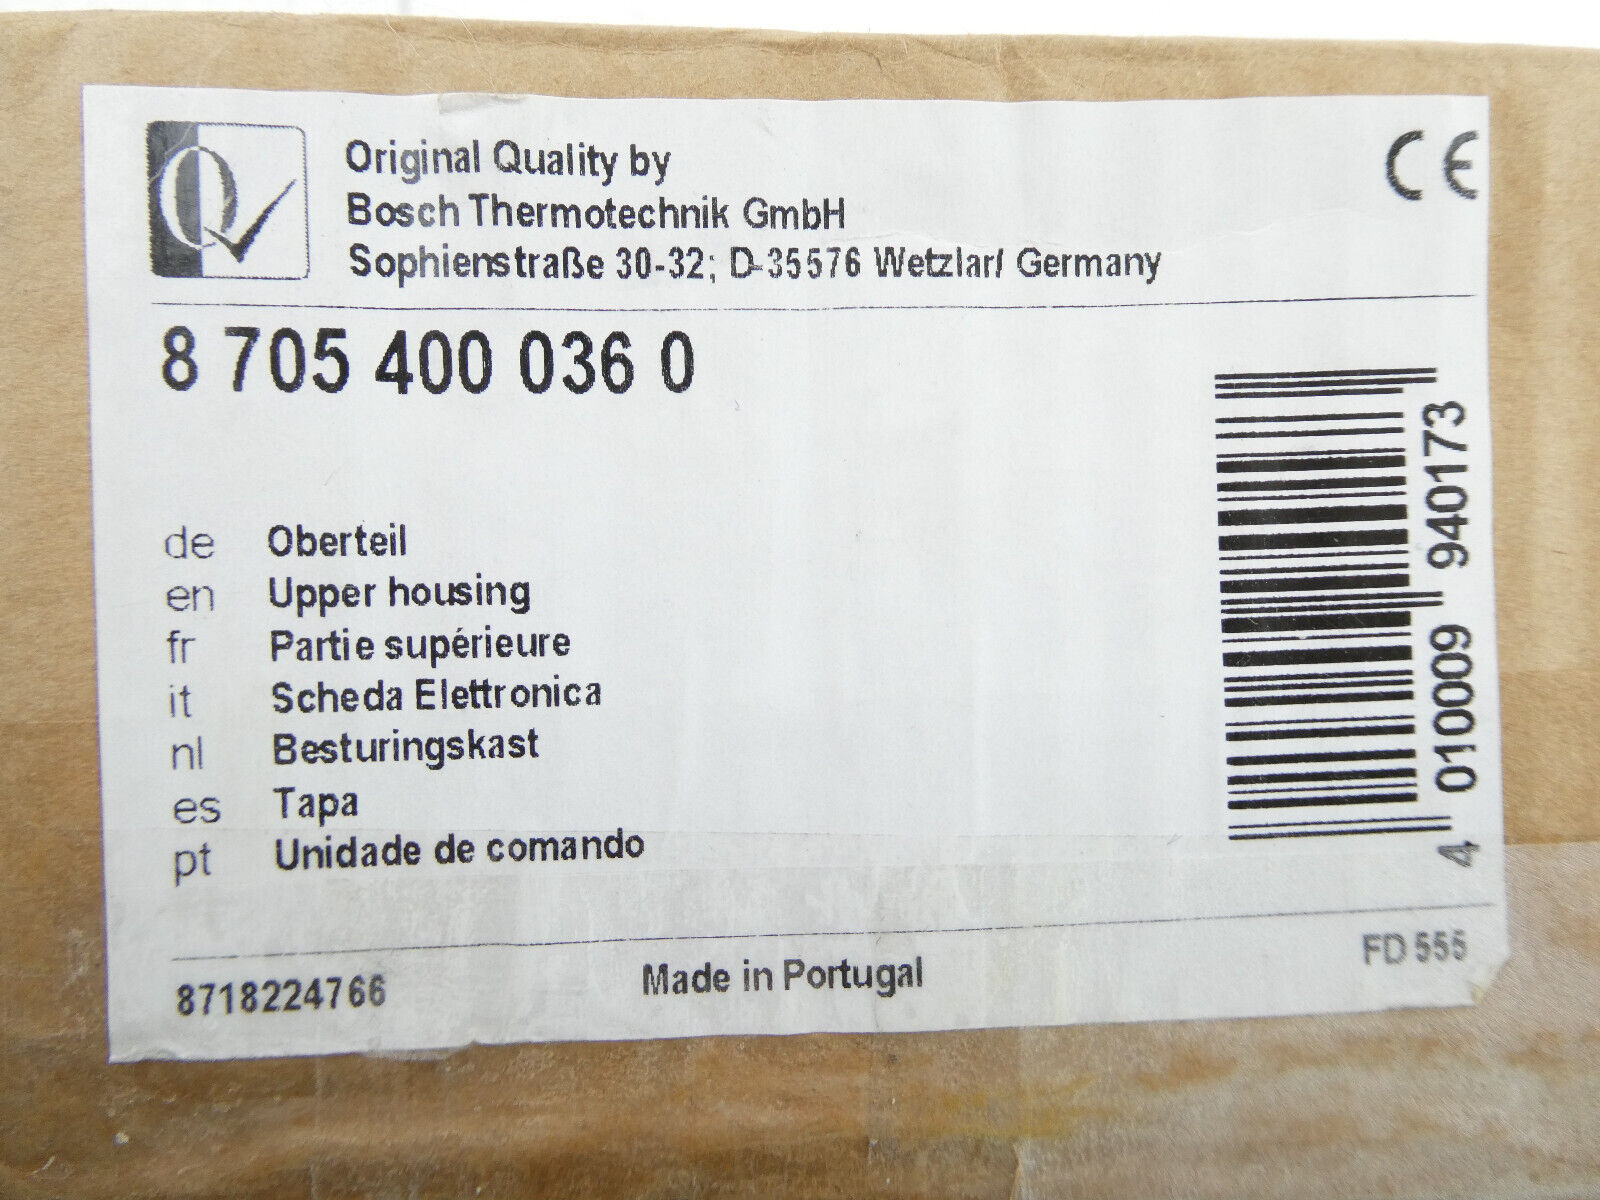 Original Quality by
Bosch Thermotechnik GmbH
Sophienstraße 30-32; D-35576 Wetzlar/ Germany
CE
8 705 400 036 0
de Oberteil
en Upper housing
fr Partie supérieure
it Scheda Elettronica
nl Besturingskast
es Tapa
pt Unidade de comando
4 010009 940173
8718224766
Made in Portugal
FD 555